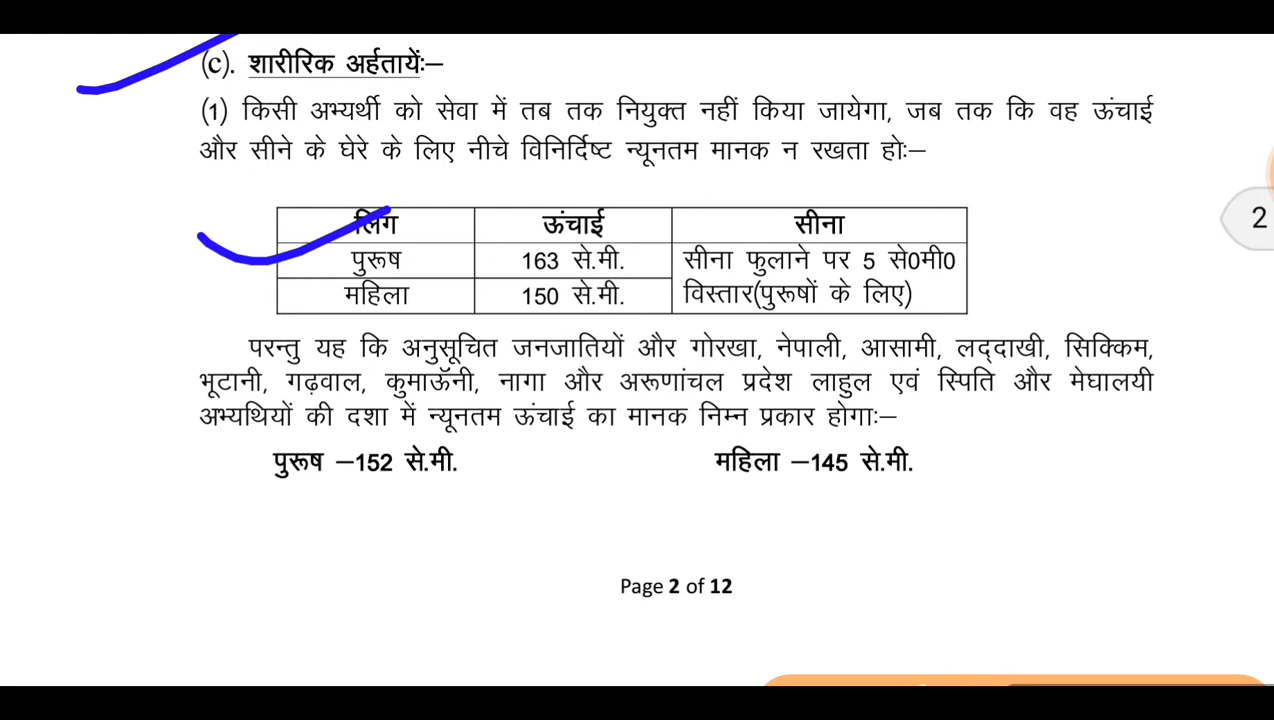 (c). शारीरिक अर्हतायेंः–
(1) किसी अभ्यर्थी को सेवा में तब तक नियुक्त नहीं किया जायेगा, जब तक कि वह ऊंचाई
और सीने के घेरे के लिए नीचे विनिर्दिष्ट न्यूनतम मानक न रखता होः–
लिंग ऊंचाई सीना
पुरूष 163 से.मी. सीना फुलाने पर 5 से0मी0
महिला 150 से.मी. विस्तार(पुरूषों के लिए)
परन्तु यह कि अनुसूचित जनजातियों और गोरखा, नेपाली, आसामी, लद्दाखी, सिक्किम,
भूटानी, गढ़वाल, कुमाऊॅनी, नागा और अरूणांचल प्रदेश लाहुल एवं स्पिति और मेघालयी
अभ्यथियों की दशा में न्यूनतम ऊंचाई का मानक निम्न प्रकार होगाः–
पुरूष –152 से.मी. महिला –145 से.मी.
Page 2 of 12
2